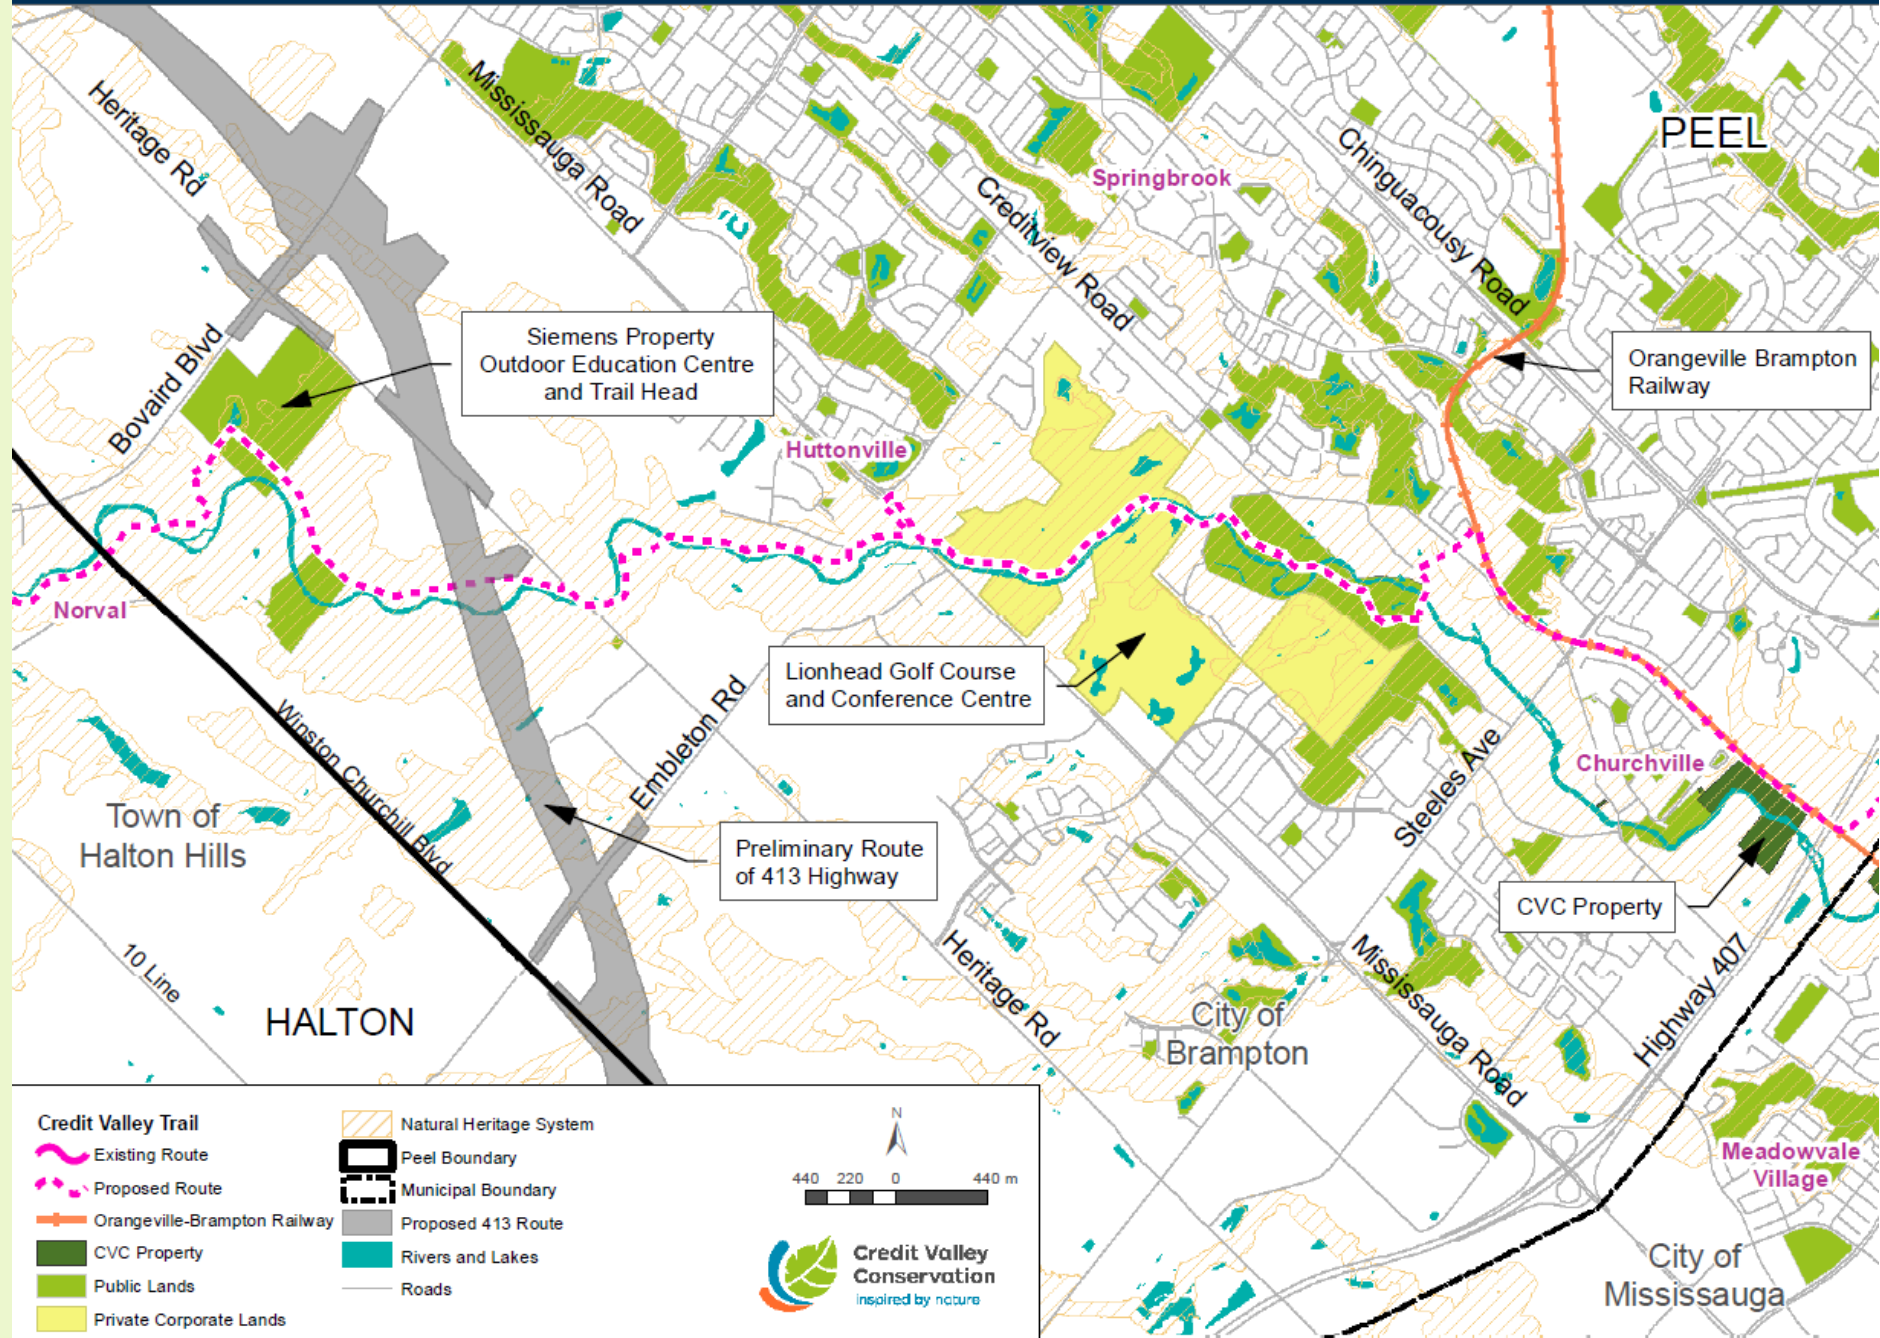 PEEL
Heritage Rd
Mississauga Road
Springbrook
Creditview Road
Chinguacousy Road
Siemens Property
Outdoor Education Centre
and Trail Head
Orangeville Brampton
Railway
Bovaird Blvd
Huttonville
Norval
Lionhead Golf Course
and Conference Centre
Embleton Rd
Winston Churchill Blvd
Steeles Ave
Churchville
Town of
Halton Hills
Preliminary Route
of 413 Highway
CVC Property
10 Line
HALTON
Heritage Rd
City of
Brampton
Mississauga Road
Highway 407
Meadowvale
Village
City of
Mississauga
Credit Valley Trail
Existing Route
Proposed Route
Orangeville-Brampton Railway
CVC Property
Public Lands
Private Corporate Lands
Natural Heritage System
Peel Boundary
Municipal Boundary
Proposed 413 Route
Rivers and Lakes
Roads
N
440 220 0 440 m
Credit Valley
Conservation
inspired by nature